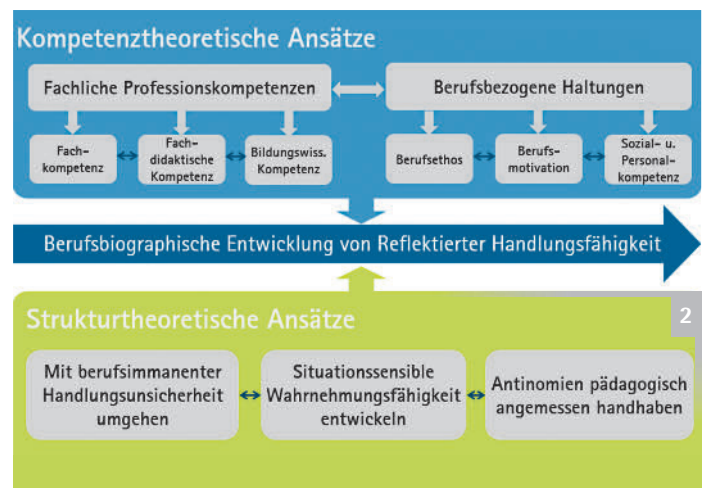 Kompetenztheoretische Ansätze
Fachliche Professionskompetenzen
Berufsbezogene Haltungen
Fach-
kompetenz
Fach-
didaktische
Kompetenz
Bildungswiss.
Kompetenz
Berufsethos
Berufs-
motivation
Sozial- u.
Personal-
kompetenz
Berufsbiographische Entwicklung von Reflektierter Handlungsfähigkeit
Strukturtheoretische Ansätze
2
Mit berufsimmanenter
Handlungsunsicherheit
umgehen
Situationssensible
Wahrnehmungsfähigkeit
entwickeln
Antinomien pädagogisch
angemessen handhaben